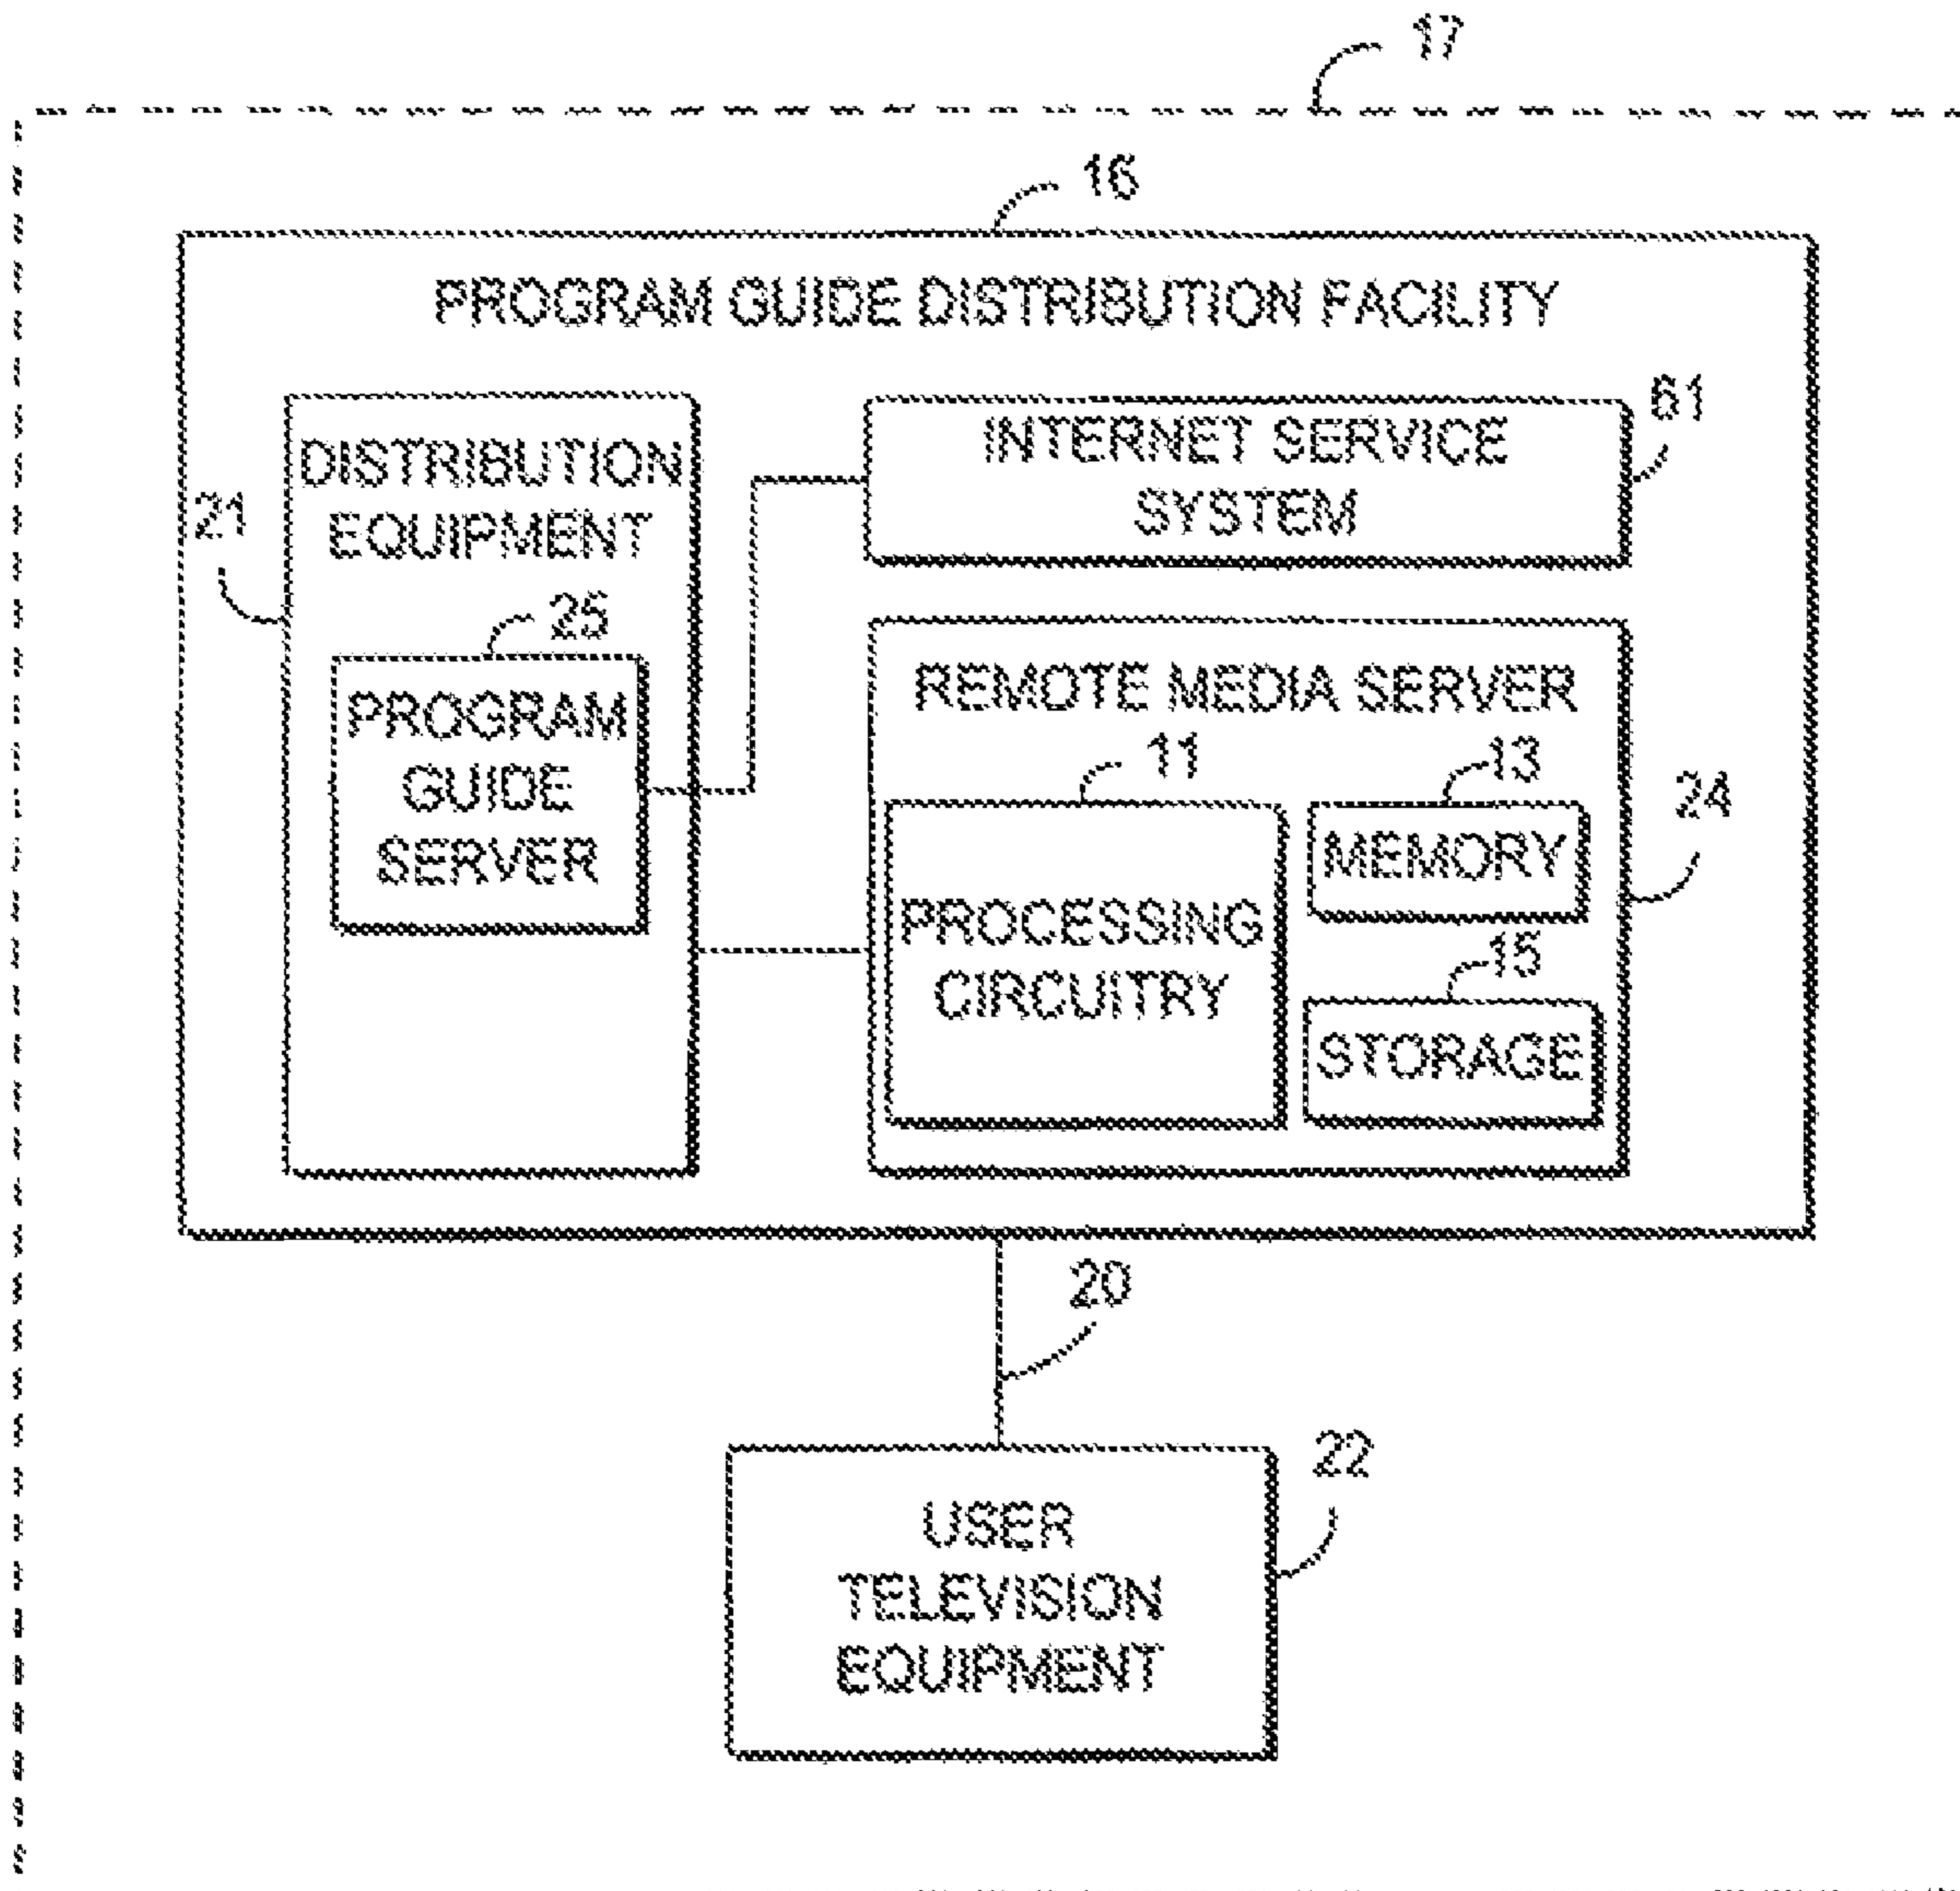 17
16
PROGRAM GUIDE DISTRIBUTION FACILITY
21
DISTRIBUTION
EQUIPMENT
25
PROGRAM
GUIDE
SERVER
INTERNET SERVICE
SYSTEM
61
REMOTE MEDIA SERVER
11
PROCESSING
CIRCUITRY
13
MEMORY
15
STORAGE
24
20
USER
TELEVISION
EQUIPMENT
22